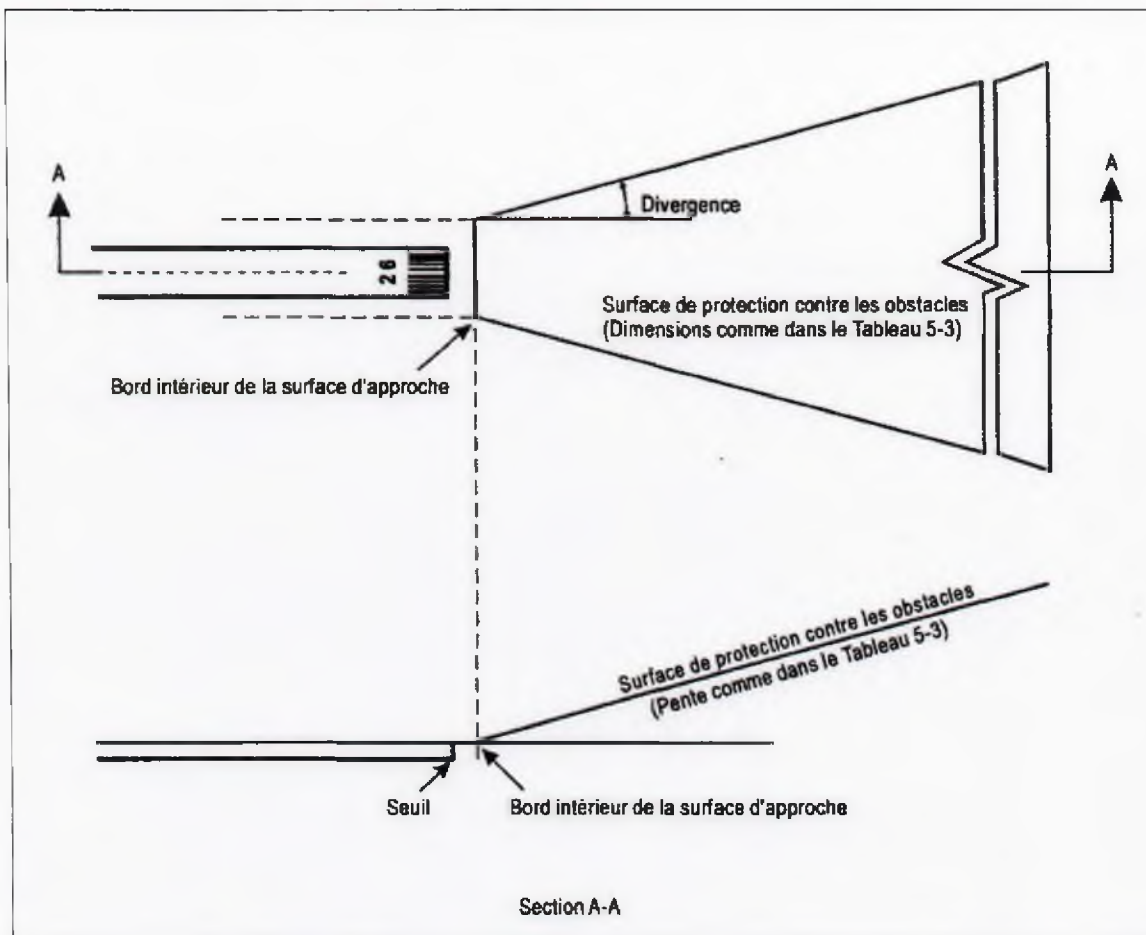 A
A
Divergence
26
Surface de protection contre les obstacles
(Dimensions comme dans le Tableau 5-3)
Bord intérieur de la surface d'approche
Surface de protection contre les obstacles
(Pente comme dans le Tableau 5-3)
Seuil
Bord intérieur de la surface d'approche
Section A-A